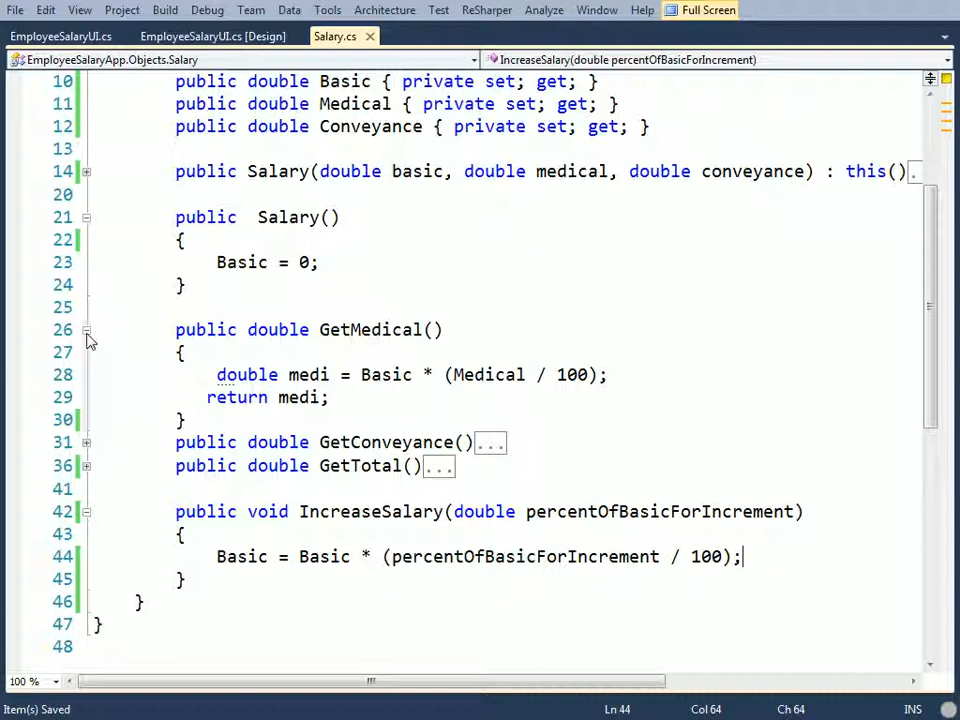 File Edit View Project Build Debug Team Data Tools Architecture Test ReSharper Analyze Window Help Full Screen
EmployeeSalaryUI.cs EmployeeSalaryUI.cs [Design] Salary.cs
EmployeeSalaryApp.Objects.Salary IncreaseSalary(double percentOfBasicForIncrement)
10 public double Basic { private set; get; }
11 public double Medical { private set; get; }
12 public double Conveyance { private set; get; }
13
14 public Salary(double basic, double medical, double conveyance) : this().
20
21 public Salary()
22 {
23 Basic = 0;
24 }
25
26 public double GetMedical()
27 {
28 double medi = Basic * (Medical / 100);
29 return medi;
30 }
31 public double GetConveyance()...
36 public double GetTotal()...
41
42 public void IncreaseSalary(double percentOfBasicForIncrement)
43 {
44 Basic = Basic * (percentOfBasicForIncrement / 100);
45 }
46 }
47 }
48
100 %
Item(s) Saved Ln 44 Col 64 Ch 64 INS